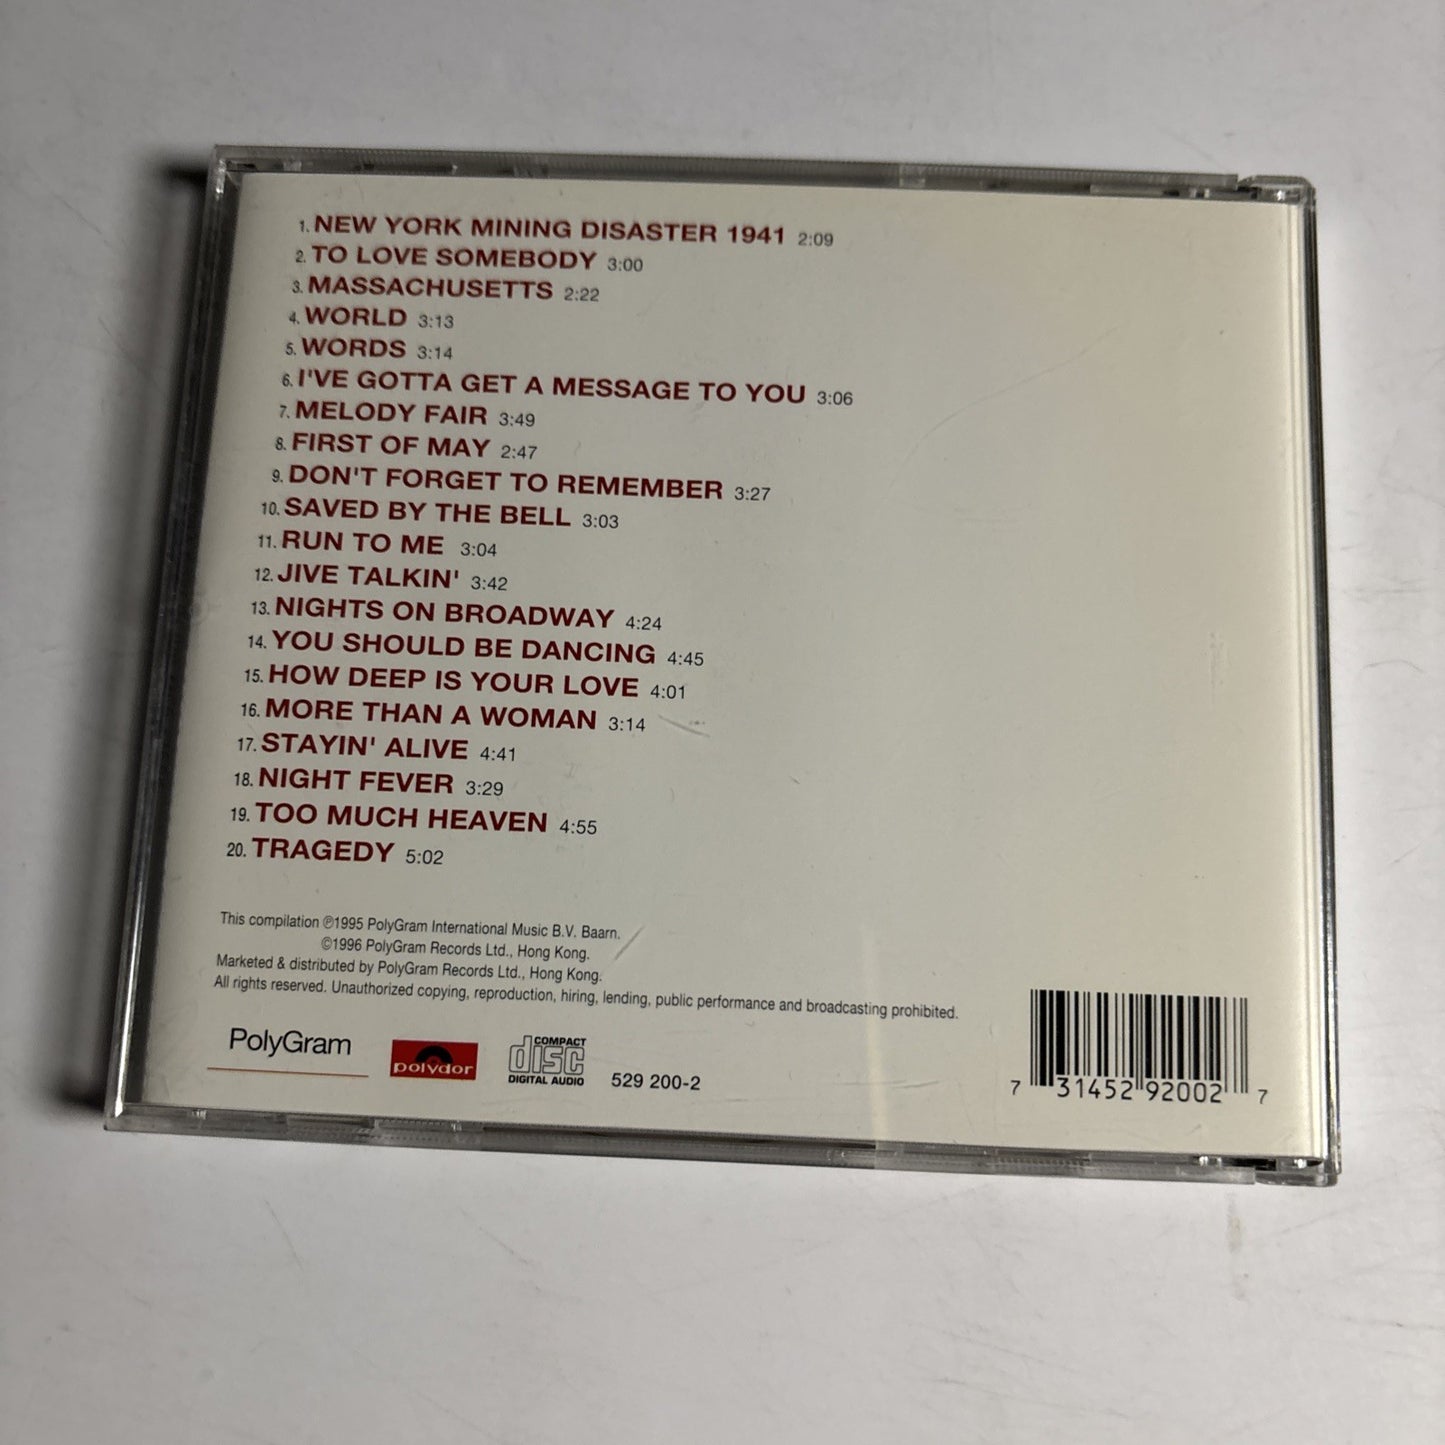 1. NEW YORK MINING DISASTER 1941 2:09
2. TO LOVE SOMEBODY 3:00
3. MASSACHUSETTS 2:22
4. WORLD 3:13
5. WORDS 3:14
6. I'VE GOTTA GET A MESSAGE TO YOU 3:06
7. MELODY FAIR 3:49
8. FIRST OF MAY 2:47
9. DON'T FORGET TO REMEMBER 3:27
10. SAVED BY THE BELL 3:03
11. RUN TO ME 3:04
12. JIVE TALKIN' 3:42
13. NIGHTS ON BROADWAY 4:24
14. YOU SHOULD BE DANCING 4:45
15. HOW DEEP IS YOUR LOVE 4:01
16. MORE THAN A WOMAN 3:14
17. STAYIN' ALIVE 4:41
18. NIGHT FEVER 3:29
19. TOO MUCH HEAVEN 4:55
20. TRAGEDY 5:02
This compilation ℗1995 PolyGram International Music B.V. Baarn.
©1996 PolyGram Records Ltd., Hong Kong.
Marketed & distributed by PolyGram Records Ltd., Hong Kong.
All rights reserved. Unauthorized copying, reproduction, hiring, lending, public performance and broadcasting prohibited.
PolyGram
polydor
COMPACT
disc
DIGITAL AUDIO
529 200-2
7 31452 92002 7